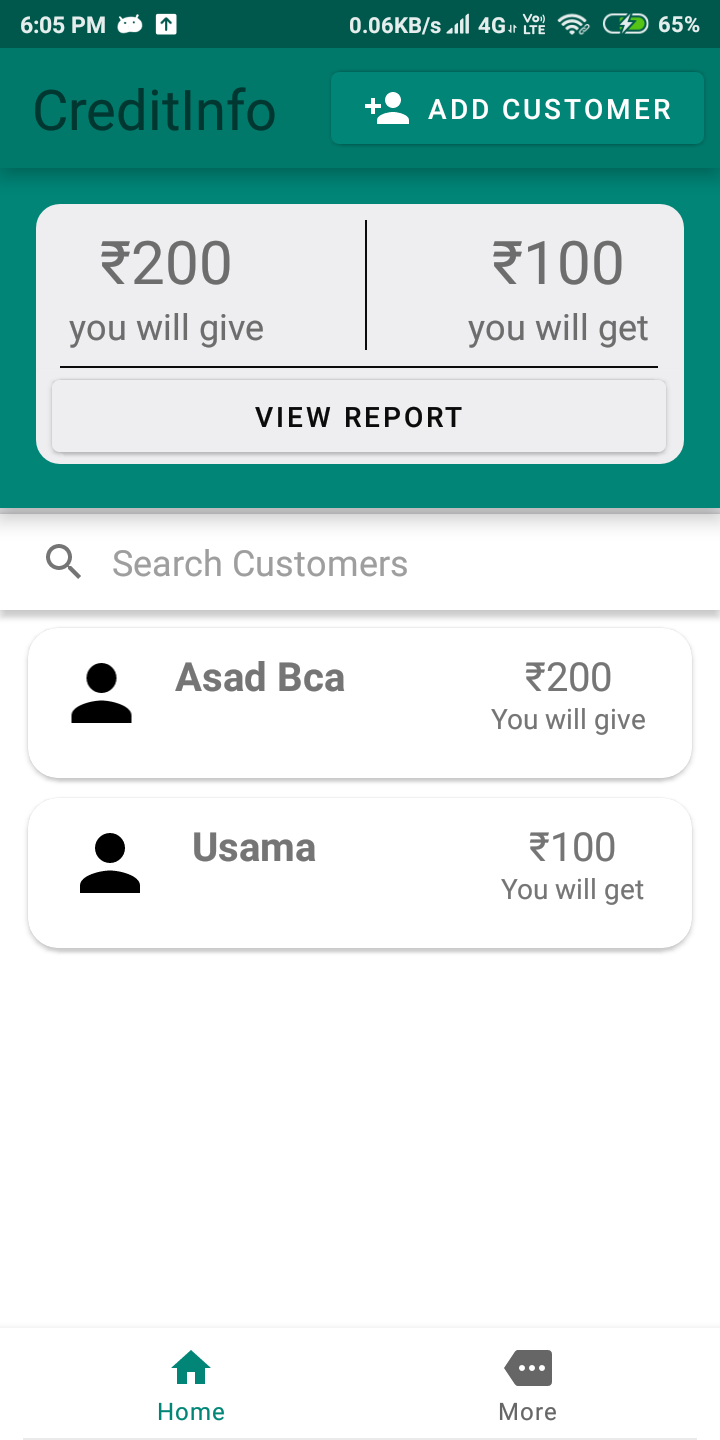 6:05 PM 0.06KB/s 4G Vo) LTE 65%
CreditInfo ADD CUSTOMER
₹200 ₹100
you will give you will get
VIEW REPORT
Search Customers
Asad Bca ₹200
You will give
Usama ₹100
You will get
Home More